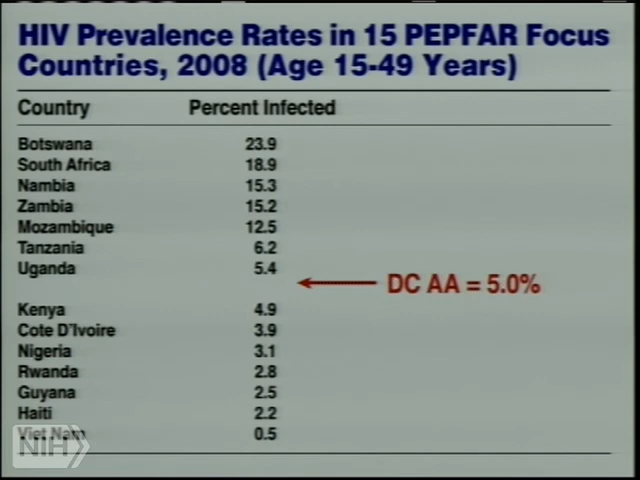 HIV Prevalence Rates in 15 PEPFAR Focus
Countries, 2008 (Age 15-49 Years)
Country Percent Infected
Botswana 23.9
South Africa 18.9
Nambia 15.3
Zambia 15.2
Mozambique 12.5
Tanzania 6.2
Uganda 5.4
DC AA = 5.0%
Kenya 4.9
Cote D'Ivoire 3.9
Nigeria 3.1
Rwanda 2.8
Guyana 2.5
Haiti 2.2
Viet Nam 0.5
NIH